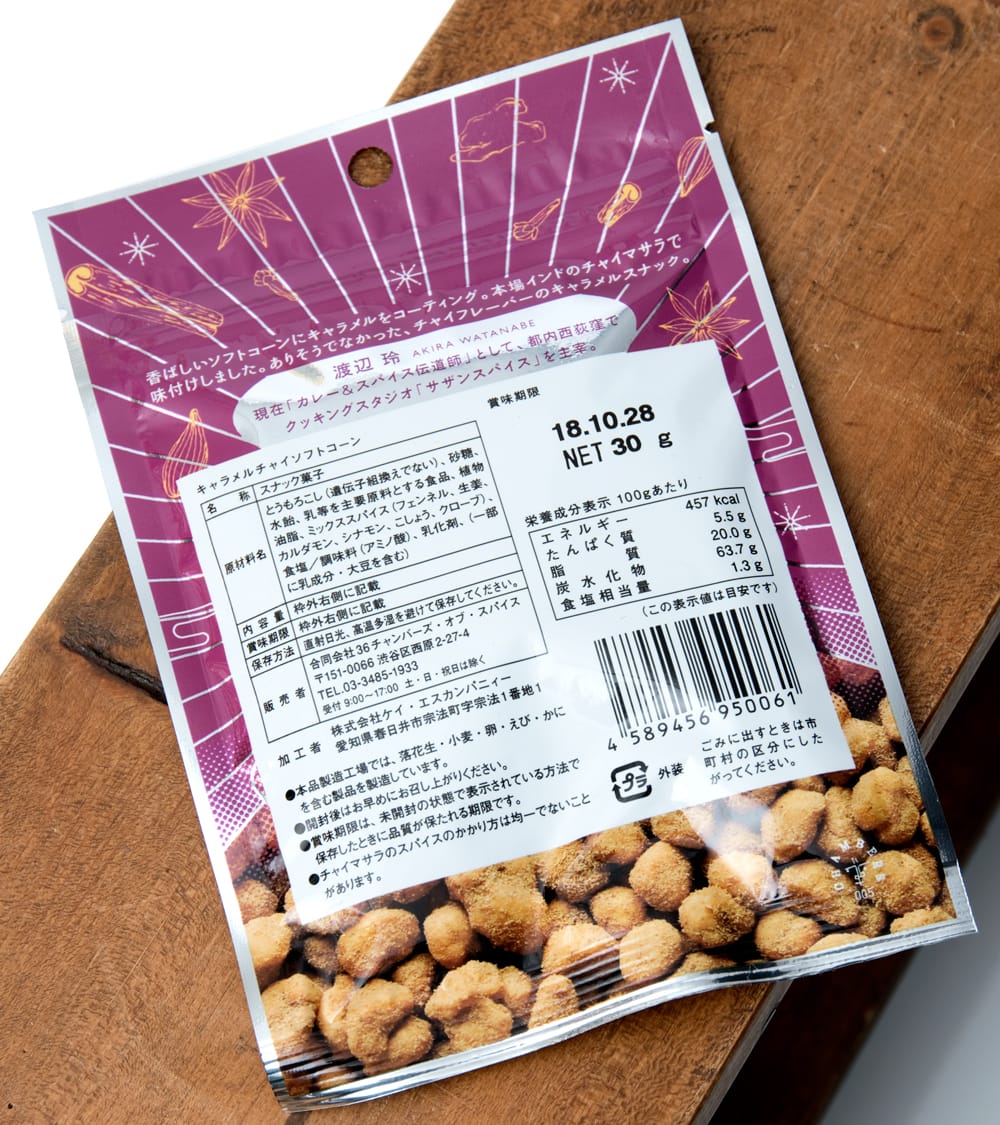 香ばしいソフトコーンにキャラメルをコーティング。本場インドのチャイマサラで
味付けしました。ありそうでなかった、チャイフレーバーのキャラメルスナック。
渡辺 玲 AKIRA WATANABE
現在「カレー&スパイス伝道師」として、都内西荻窪で
クッキングスタジオ「サザンスパイス」を主宰。
キャラメルチャイソフトコーン
名称 スナック菓子
原材料名 とうもろこし(遺伝子組換えでない)、砂糖、
水飴、乳等を主要原料とする食品、植物
油脂、ミックススパイス(フェンネル、生姜、
カルダモン、シナモン、こしょう、クローブ)、
食塩/調味料(アミノ酸)、乳化剤、(一部
に乳成分・大豆を含む)
内容量 枠外右側に記載
賞味期限 枠外右側に記載
保存方法 直射日光、高温多湿を避けて保存してください。
販売者 合同会社36チャンバーズ・オブ・スパイス
〒151-0066 渋谷区西原2-27-4
TEL.03-3485-1933
受付 9:00~17:00 土・日・祝日は除く
加工者 株式会社ケイ・エスカンパニー
愛知県春日井市宗法町字宗法1番地1
●本品製造工場では、落花生・小麦・卵・えび・かに
を含む製品を製造しています。
●開封後はお早めにお召し上がりください。
●賞味期限は、未開封の状態で表示されている方法で
保存したときに品質が保たれる期限です。
●チャイマサラのスパイスのかかり方は均一でないこと
があります。
賞味期限
18.10.28
NET 30 g
栄養成分表示 100gあたり
エネルギー 457 kcal
たんぱく質 5.5 g
脂質 20.0 g
炭水化物 63.7 g
食塩相当量 1.3 g
(この表示値は目安です)
4 589456 950061
プラ 外装
ごみに出すときは市
町村の区分にした
がってください。
005